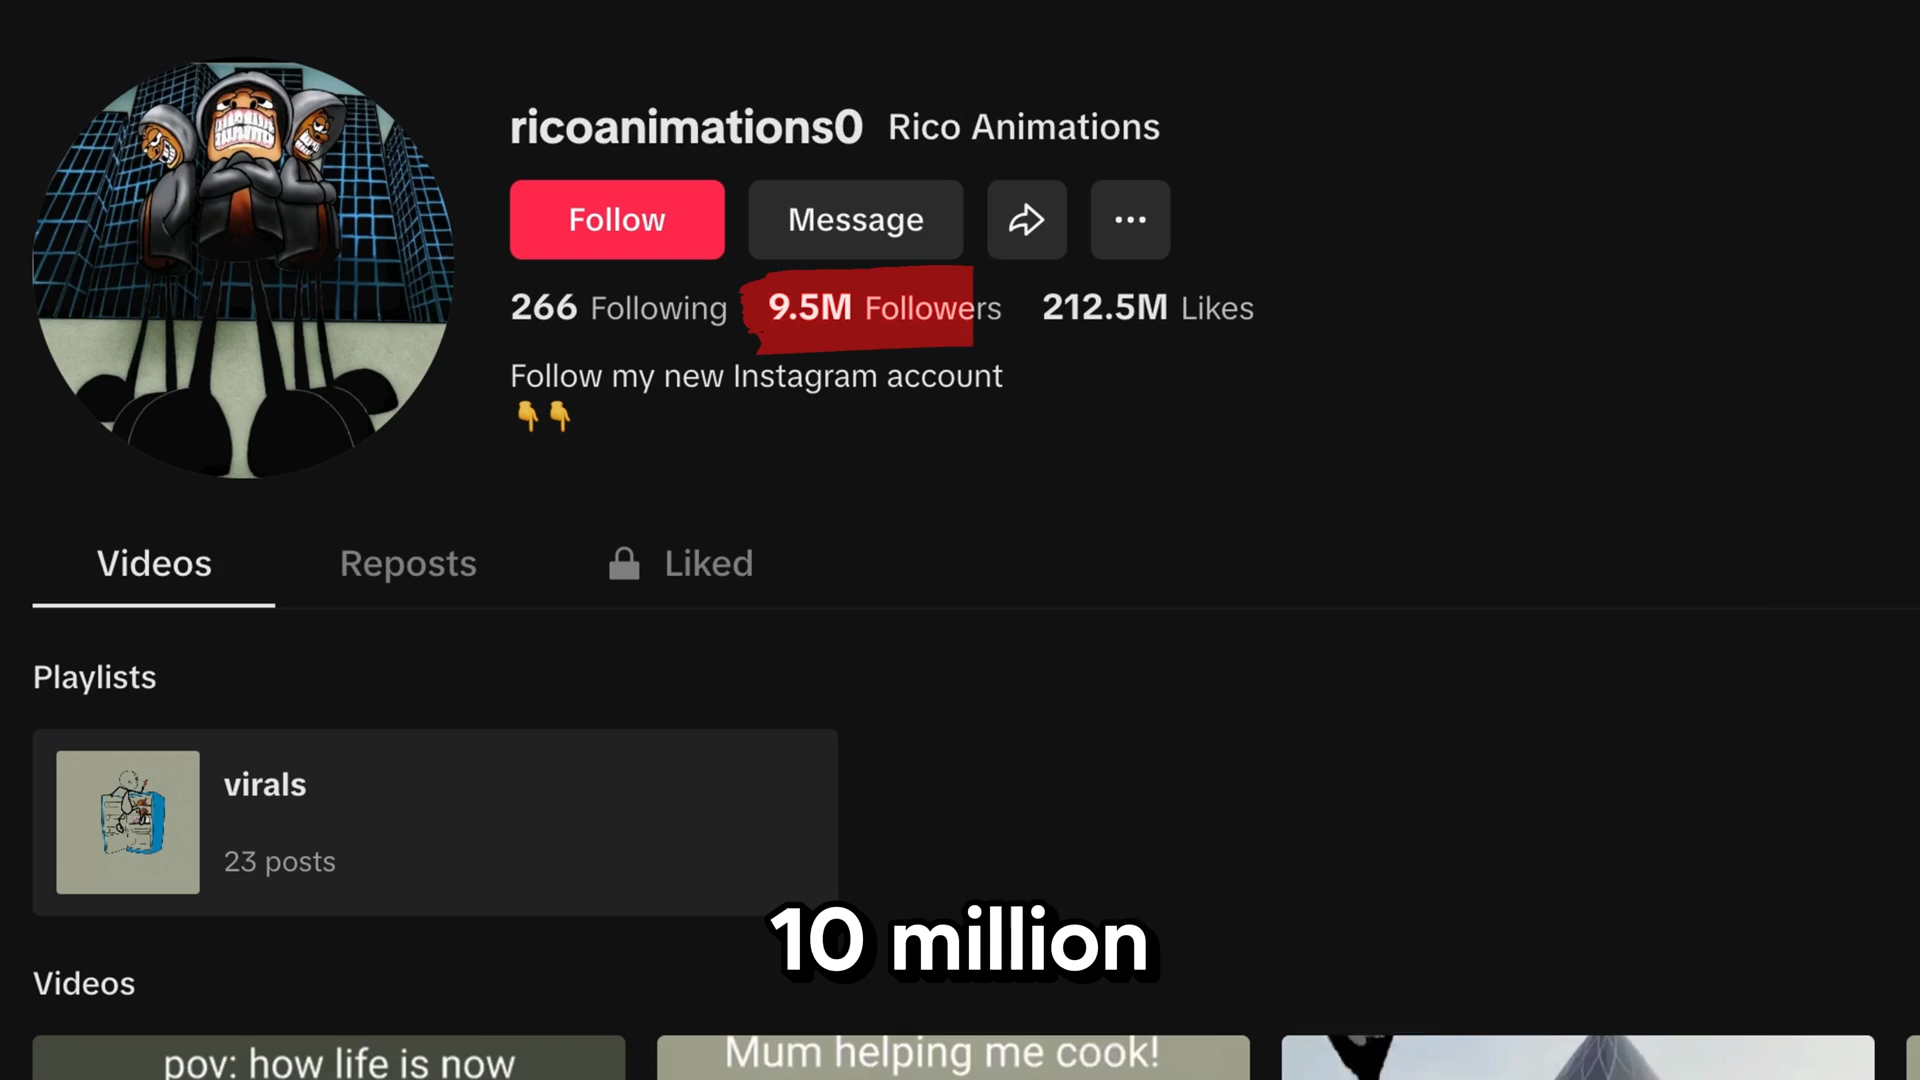 ricoanimations0 Rico Animations
Follow Message
266 Following 9.5M Followers 212.5M Likes
Follow my new Instagram account
👇👇
Videos Reposts Liked
Playlists
virals
23 posts
10 million
Videos
pov: how life is now
Mum helping me cook!